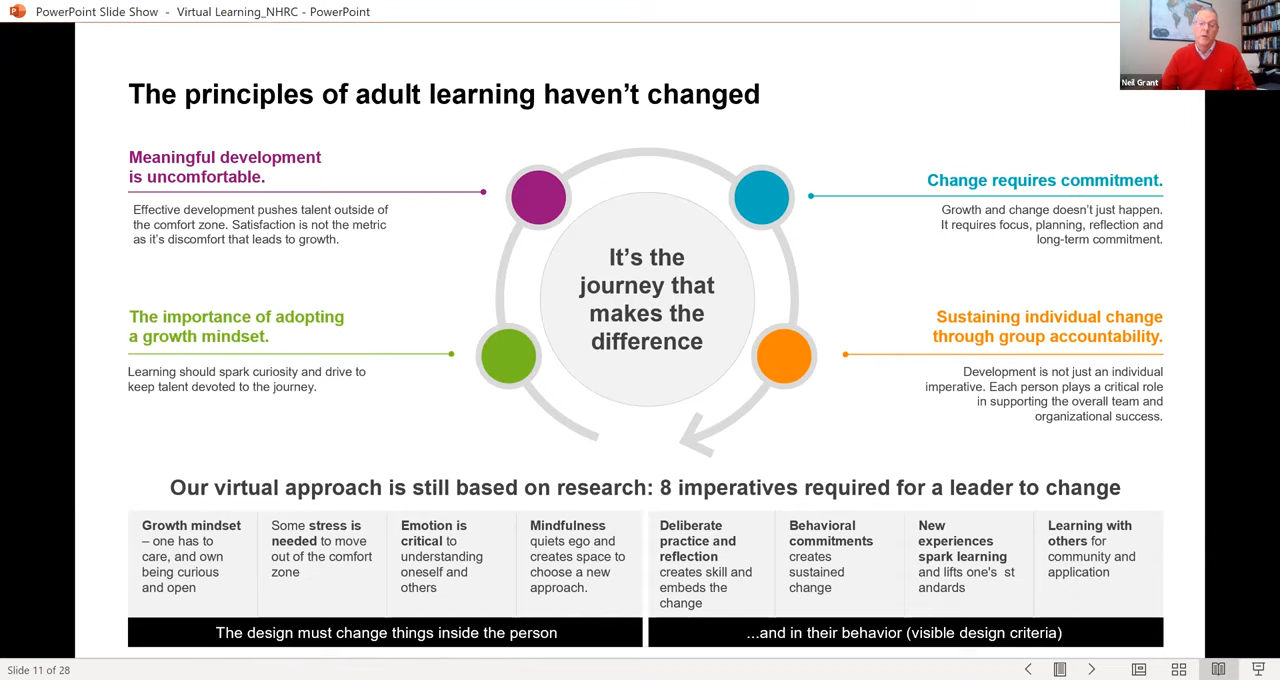 PowerPoint Slide Show - Virtual Learning_NHRC - PowerPoint
Neil Grant
The principles of adult learning haven’t changed
Meaningful development
is uncomfortable.
Effective development pushes talent outside of
the comfort zone. Satisfaction is not the metric
as it’s discomfort that leads to growth.
The importance of adopting
a growth mindset.
Learning should spark curiosity and drive to
keep talent devoted to the journey.
It’s the
journey that
makes the
difference
Change requires commitment.
Growth and change doesn’t just happen.
It requires focus, planning, reflection and
long-term commitment.
Sustaining individual change
through group accountability.
Development is not just an individual
imperative. Each person plays a critical role
in supporting the overall team and
organizational success.
Our virtual approach is still based on research: 8 imperatives required for a leader to change
Growth mindset
– one has to
care, and own
being curious
and open
Some stress is
needed to move
out of the comfort
zone
Emotion is
critical to
understanding
oneself and
others
Mindfulness
quiets ego and
creates space to
choose a new
approach.
Deliberate
practice and
reflection
creates skill and
embeds the
change
Behavioral
commitments
creates
sustained
change
New
experiences
spark learning
and lifts one's st
andards
Learning with
others for
community and
application
The design must change things inside the person
...and in their behavior (visible design criteria)
Slide 11 of 28